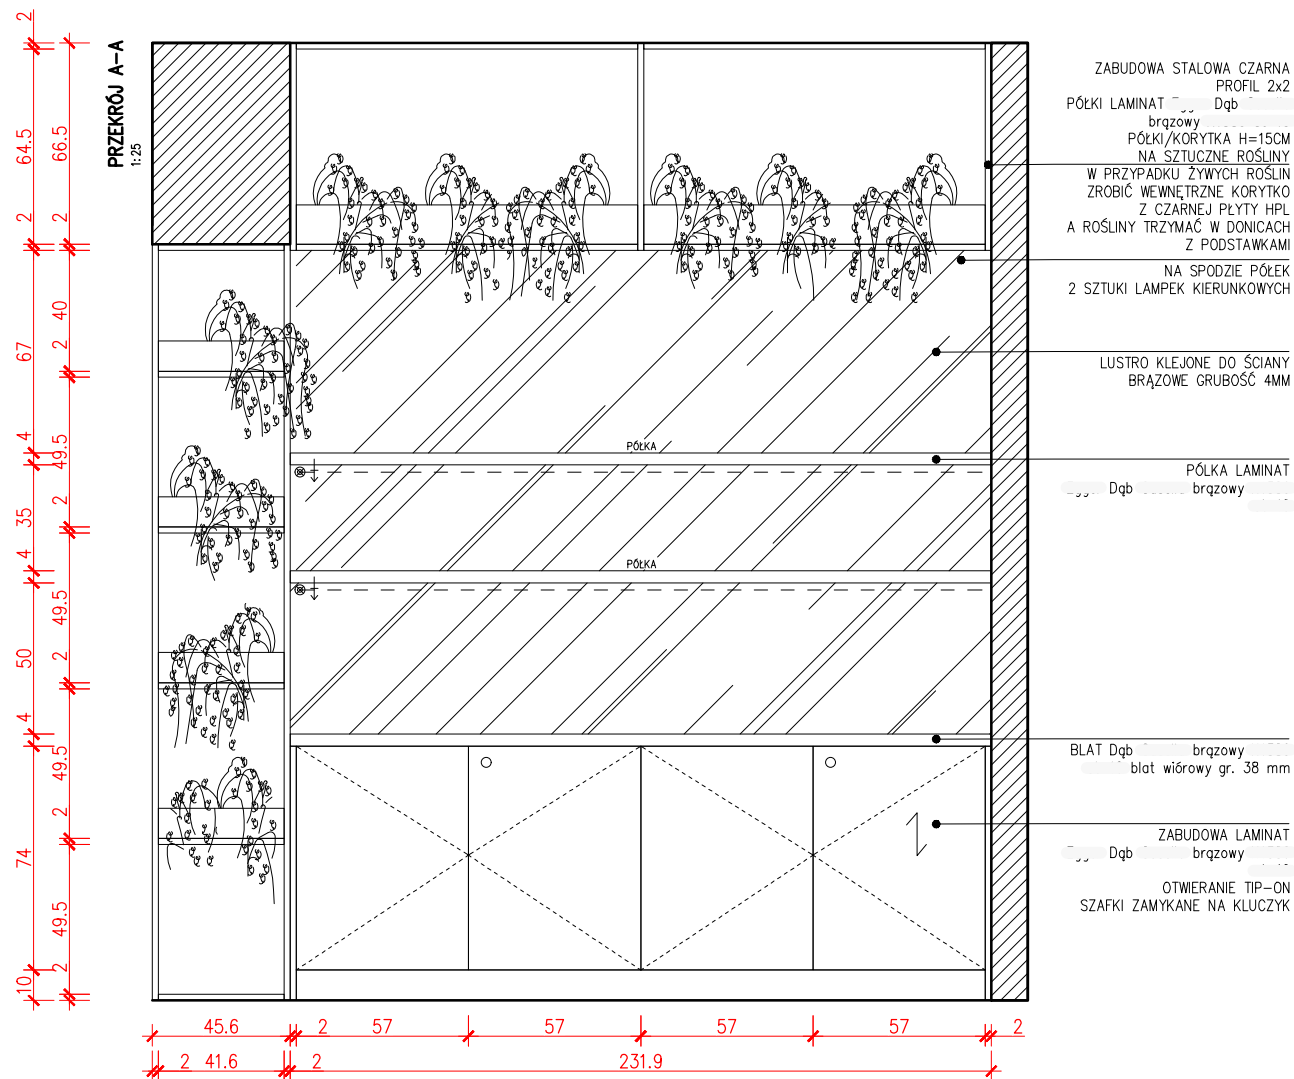 PRZEKRÓJ A-A
1:25
ZABUDOWA STALOWA CZARNA
PROFIL 2x2
PÓŁKI LAMINAT Dąb
brązowy
PÓŁKI/KORYTKA H=15CM
NA SZTUCZNE ROŚLINY
W PRZYPADKU ŻYWYCH ROŚLIN
ZROBIĆ WEWNĘTRZNE KORYTKO
Z CZARNEJ PŁYTY HPL
A ROŚLINY TRZYMAĆ W DONICACH
Z PODSTAWKAMI
NA SPODZIE PÓŁEK
2 SZTUKI LAMPEK KIERUNKOWYCH
LUSTRO KLEJONE DO ŚCIANY
BRĄZOWE GRUBOŚĆ 4MM
PÓLKA LAMINAT
Dąb brązowy
BLAT Dąb brązowy
blat wiórowy gr. 38 mm
ZABUDOWA LAMINAT
Dąb brązowy
OTWIERANIE TIP-ON
SZAFKI ZAMYKANE NA KLUCZYK
PÓŁKA
PÓŁKA
2
64.5
2
67
4
35
4
50
4
74
10
66.5
2
40
2
49.5
2
49.5
2
49.5
2
49.5
2
45.6
2
57
57
57
57
2
2
41.6
2
231.9